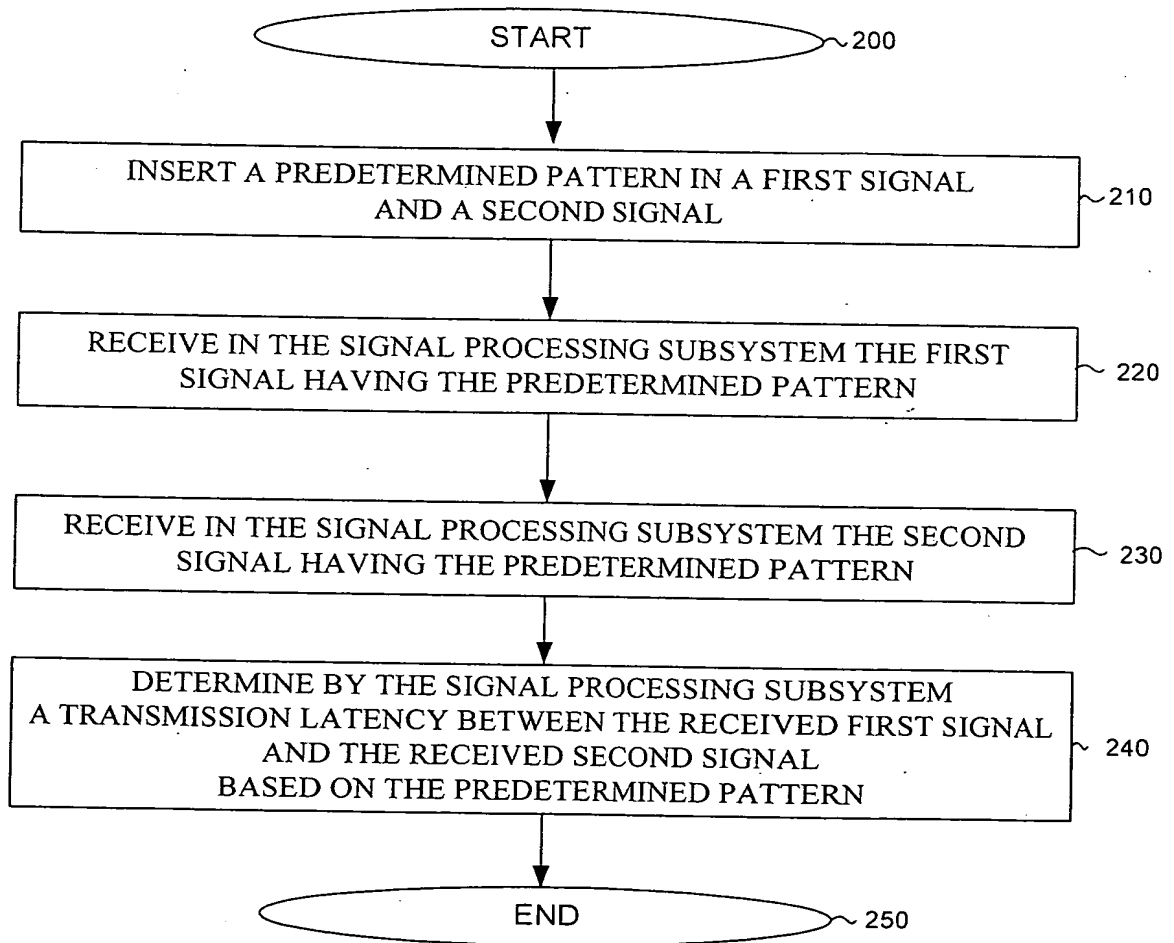 START
200
INSERT A PREDETERMINED PATTERN IN A FIRST SIGNAL
AND A SECOND SIGNAL
210
RECEIVE IN THE SIGNAL PROCESSING SUBSYSTEM THE FIRST
SIGNAL HAVING THE PREDETERMINED PATTERN
220
RECEIVE IN THE SIGNAL PROCESSING SUBSYSTEM THE SECOND
SIGNAL HAVING THE PREDETERMINED PATTERN
230
DETERMINE BY THE SIGNAL PROCESSING SUBSYSTEM
A TRANSMISSION LATENCY BETWEEN THE RECEIVED FIRST SIGNAL
AND THE RECEIVED SECOND SIGNAL
BASED ON THE PREDETERMINED PATTERN
240
END
250